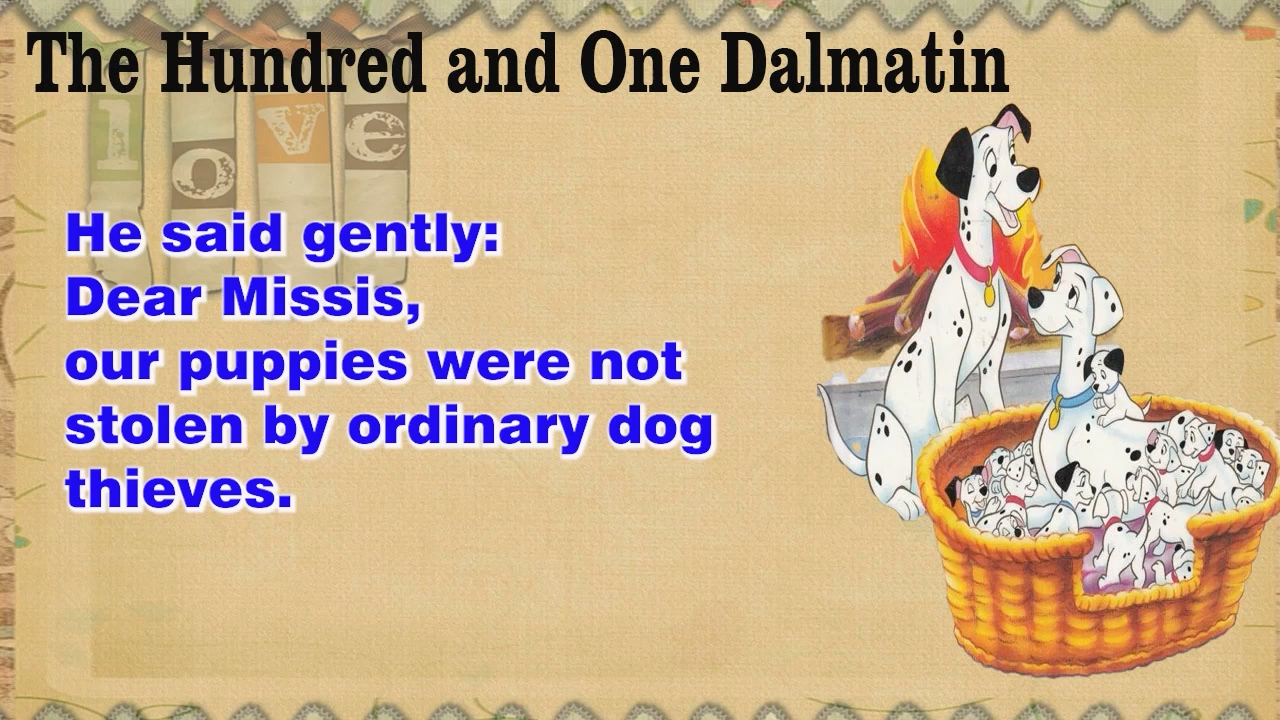 The Hundred and One Dalmatin
love
He said gently:
Dear Missis,
our puppies were not
stolen by ordinary dog
thieves.